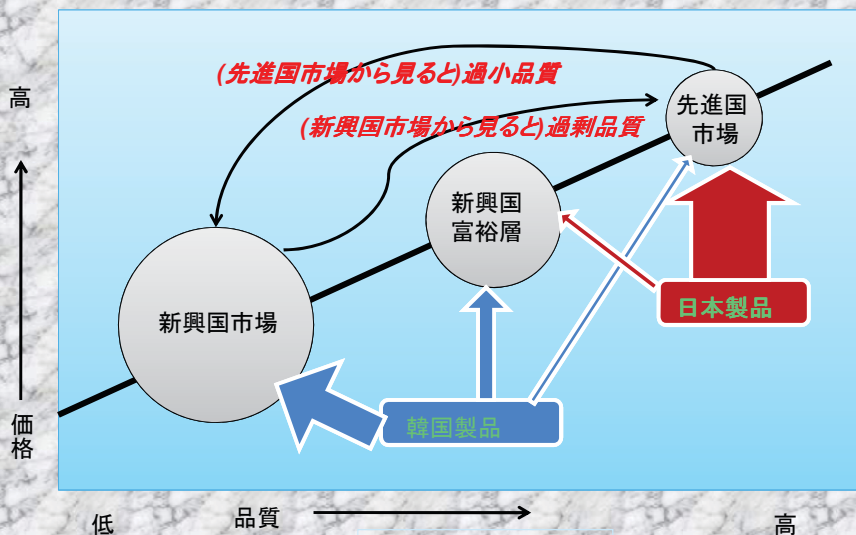 (先進国市場から見ると)過小品質
高
先進国
市場
(新興国市場から見ると)過剰品質
新興国
富裕層
新興国市場
日本製品
韓国製品
価
格
低
品質
高